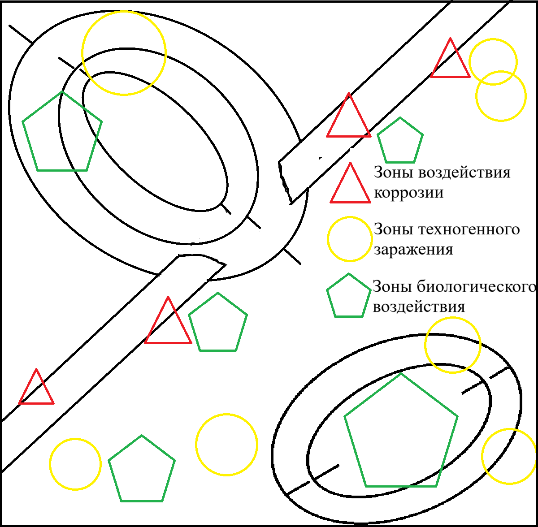 Зоны воздействия
коррозии
Зоны техногенного
заражения
Зоны биологического
воздействия